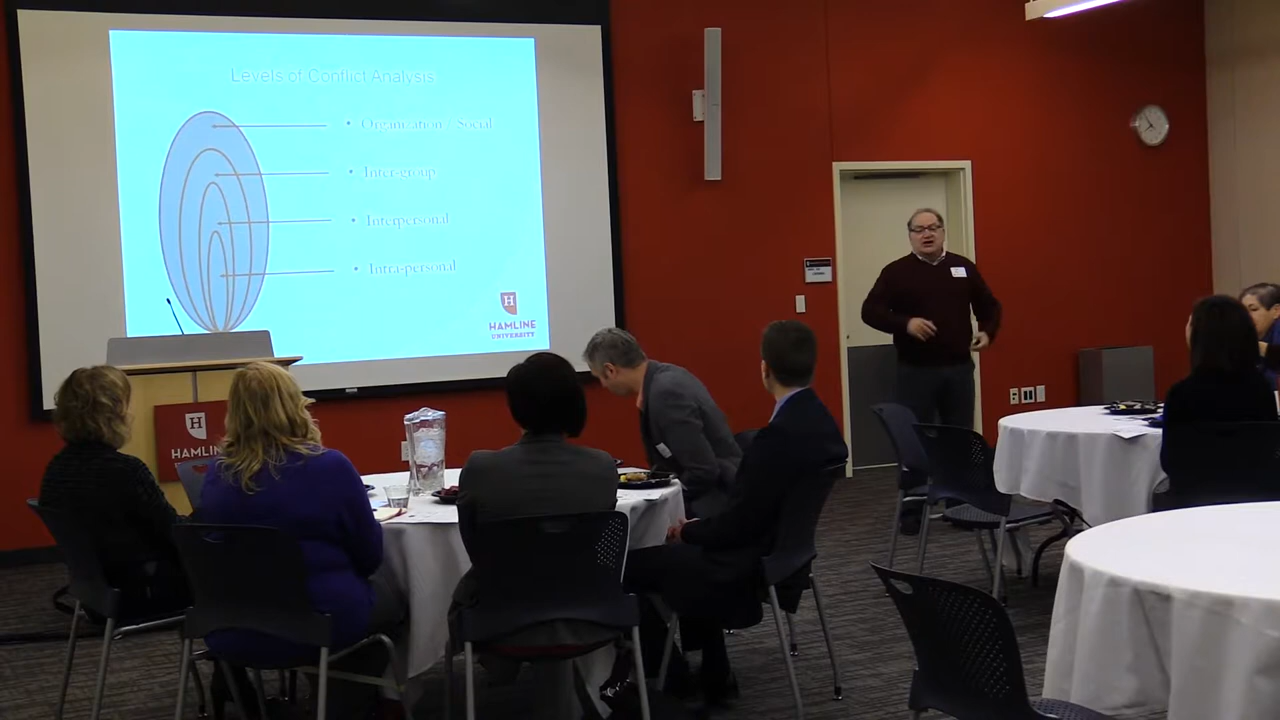 Levels of Conflict Analysis
• Organization / Social
• Inter-group
• Interpersonal
• Intra-personal
H
HAMLINE
UNIVERSITY
H
HAMLINE